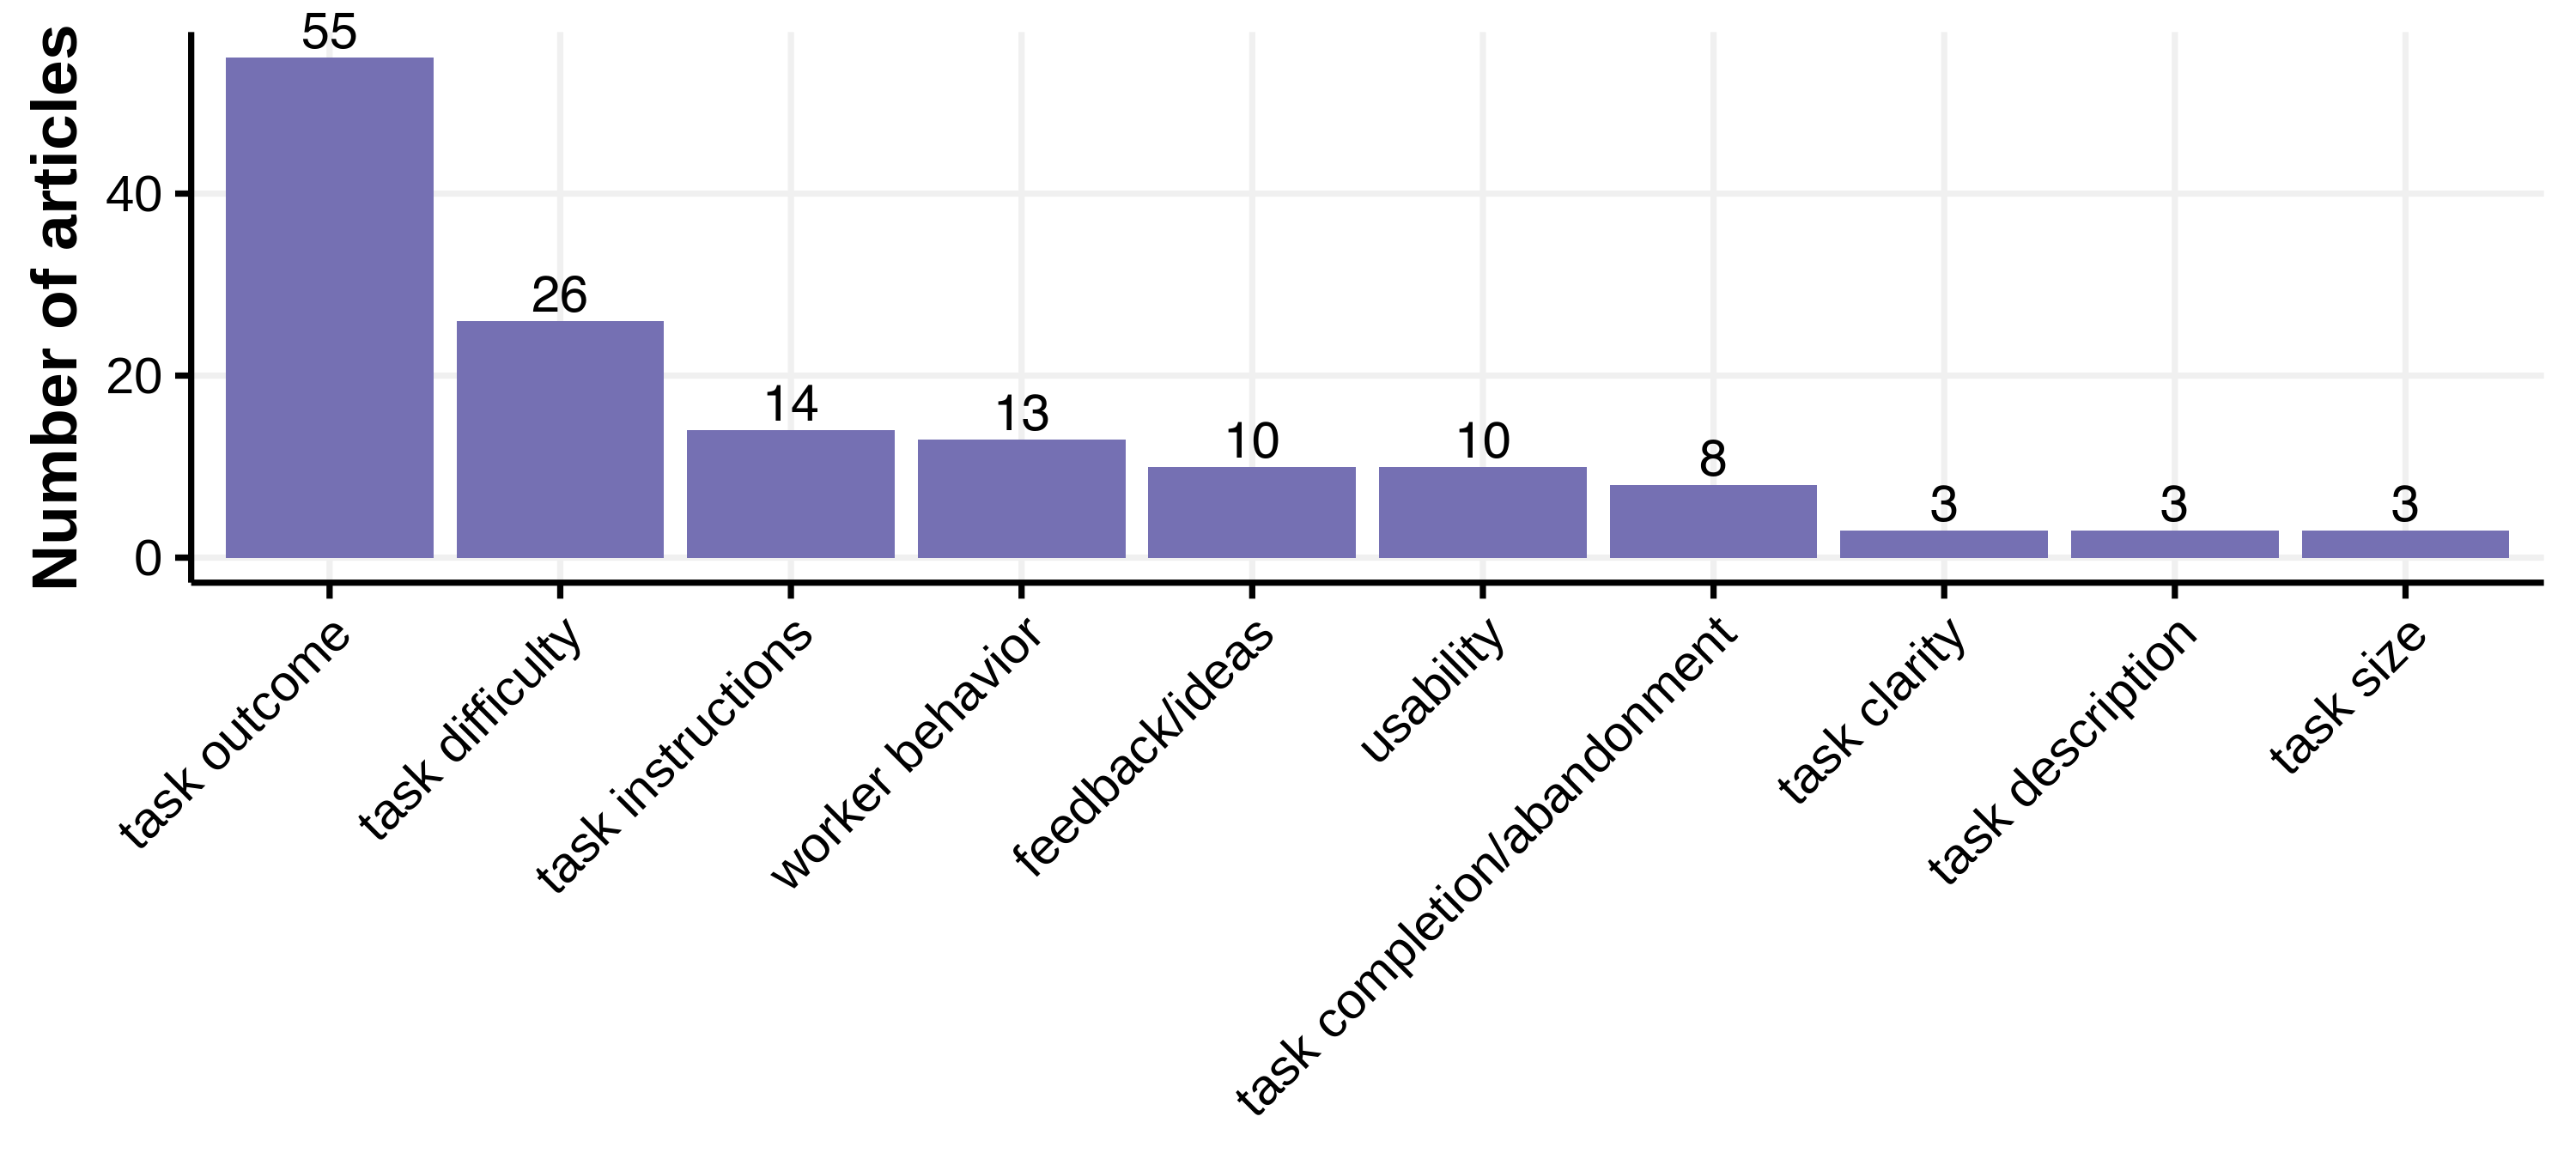 Number of articles
40
20
0
55
26
14
13
10
10
8
3
3
3
task outcome
task difficulty
task instructions
worker behavior
feedback/ideas
usability
task completion/abandonment
task clarity
task description
task size